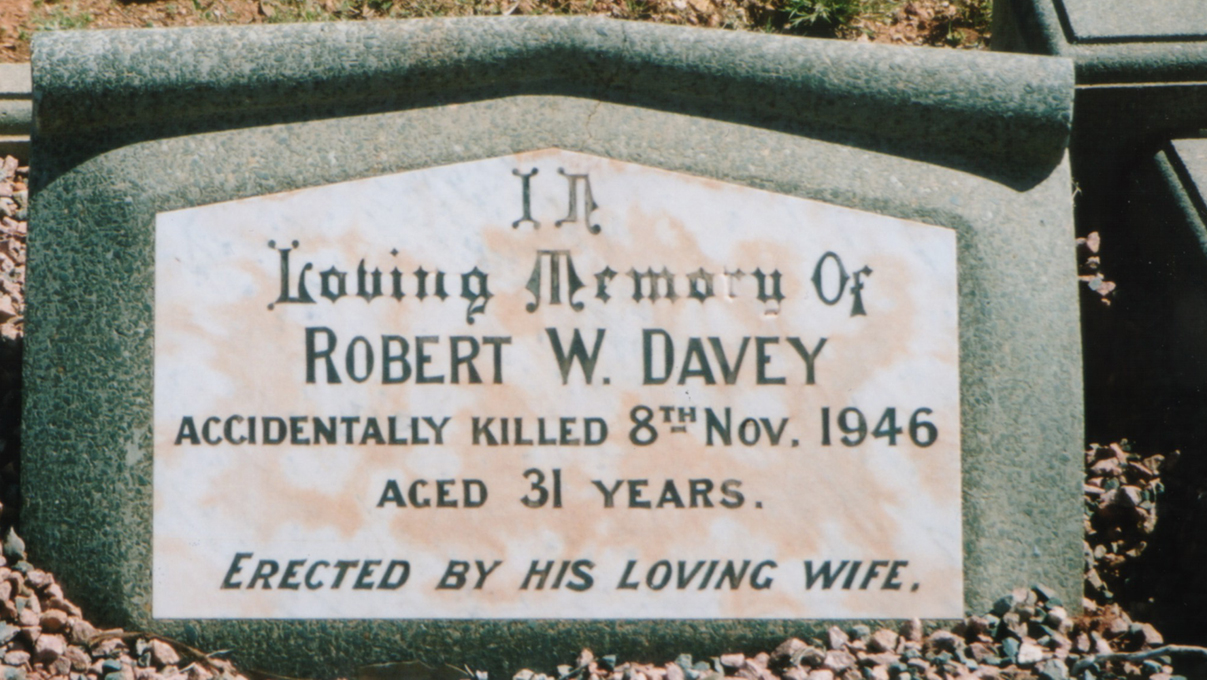 In
Loving Memory Of
ROBERT W. DAVEY
ACCIDENTALLY KILLED 8TH NOV. 1946
AGED 31 YEARS.
ERECTED BY HIS LOVING WIFE.